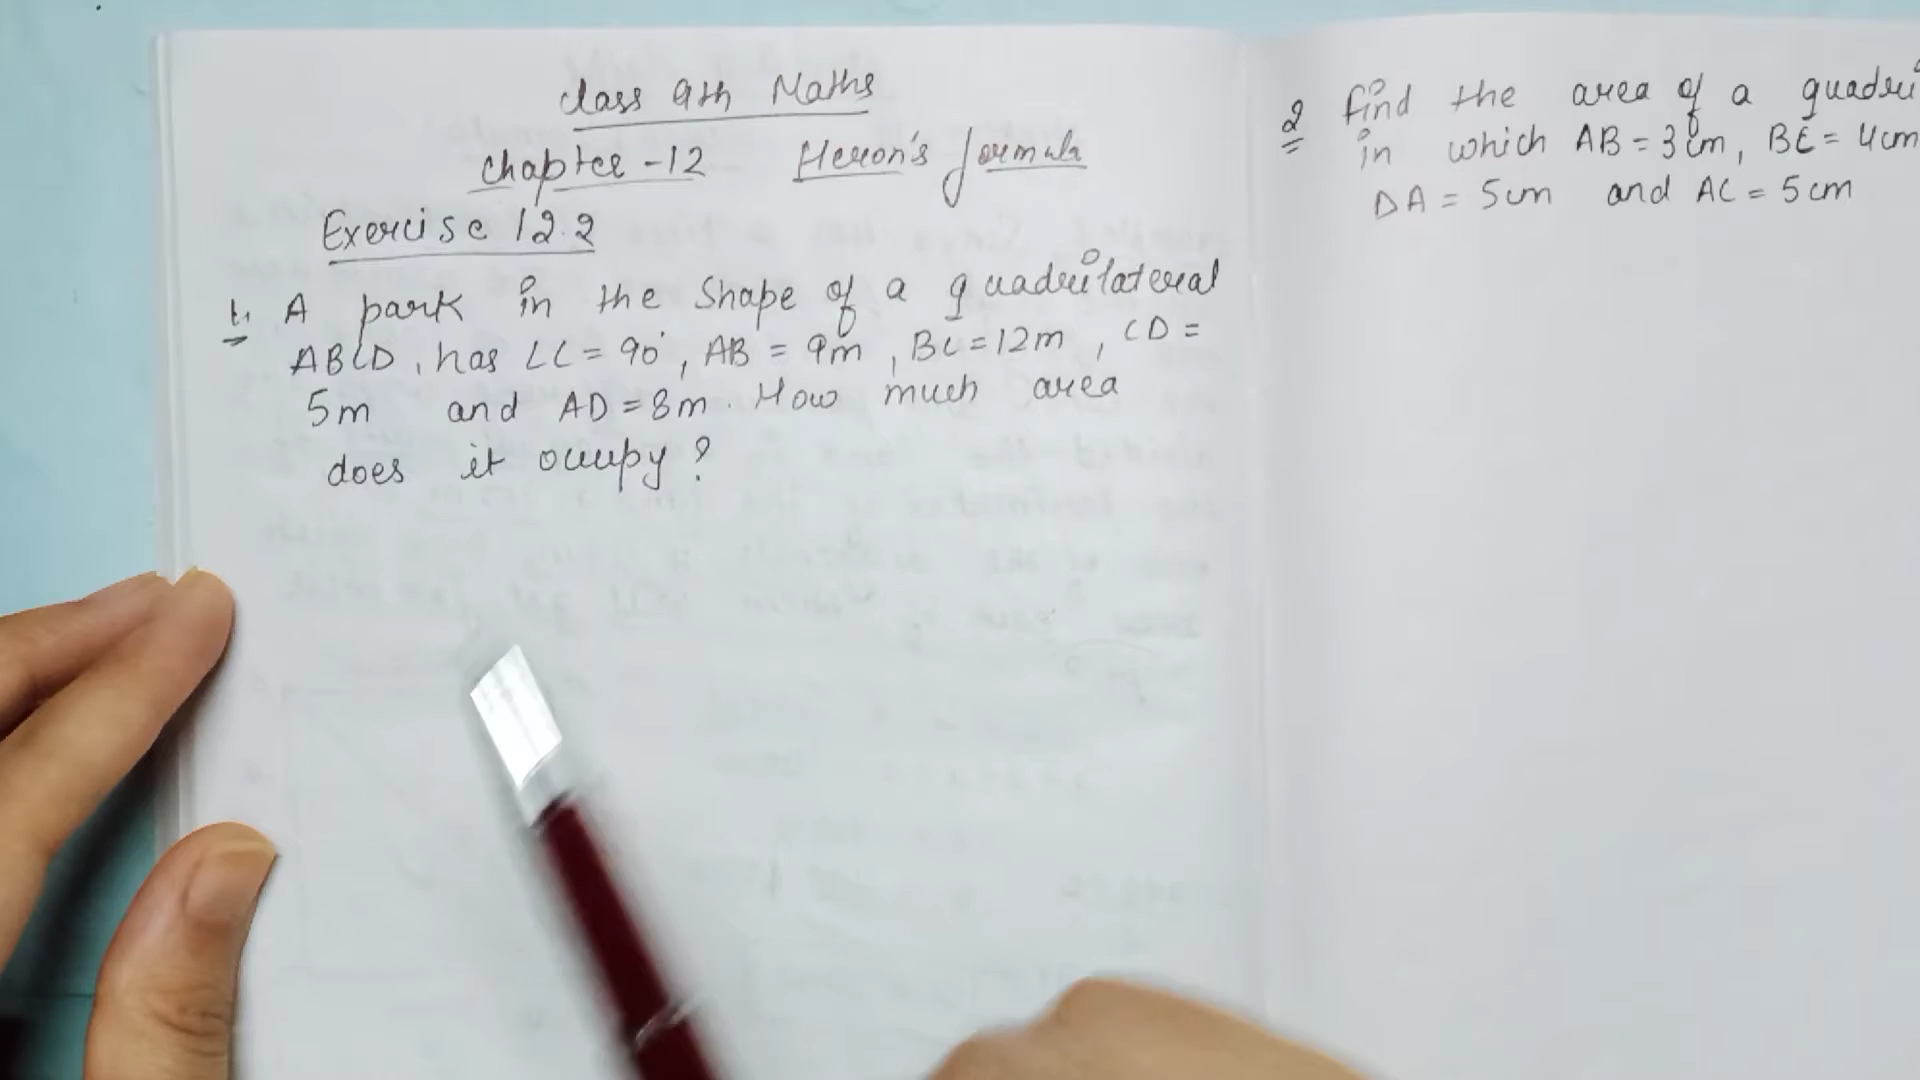 Class 9th Maths
Chapter-12 Heron's formula
Exercise 12.2
1. A park in the Shape of a quadrilateral
ABCD, has ∠C = 90°, AB = 9m, BC = 12m, CD =
5m and AD = 8m. How much area
does it occupy?
2 find the area of a quadri
in which AB = 3cm, BC = 4cm
DA = 5cm and AC = 5cm